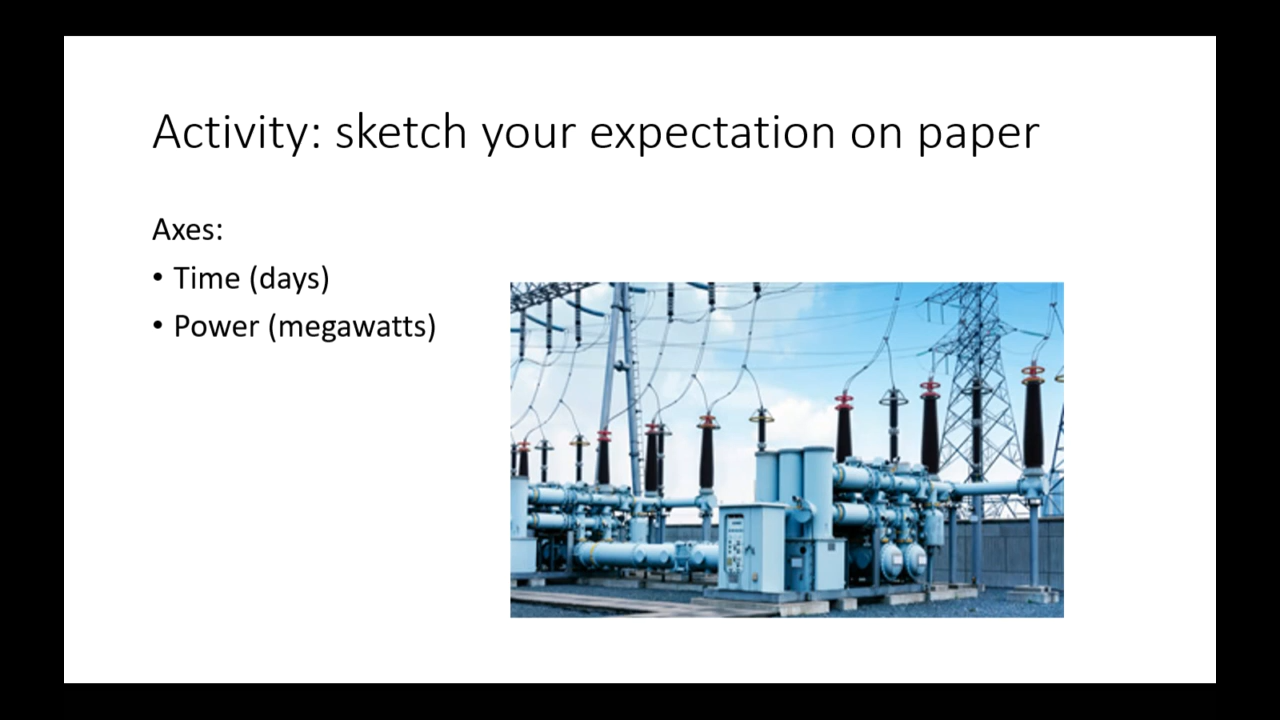 Activity: sketch your expectation on paper
Axes:
• Time (days)
• Power (megawatts)